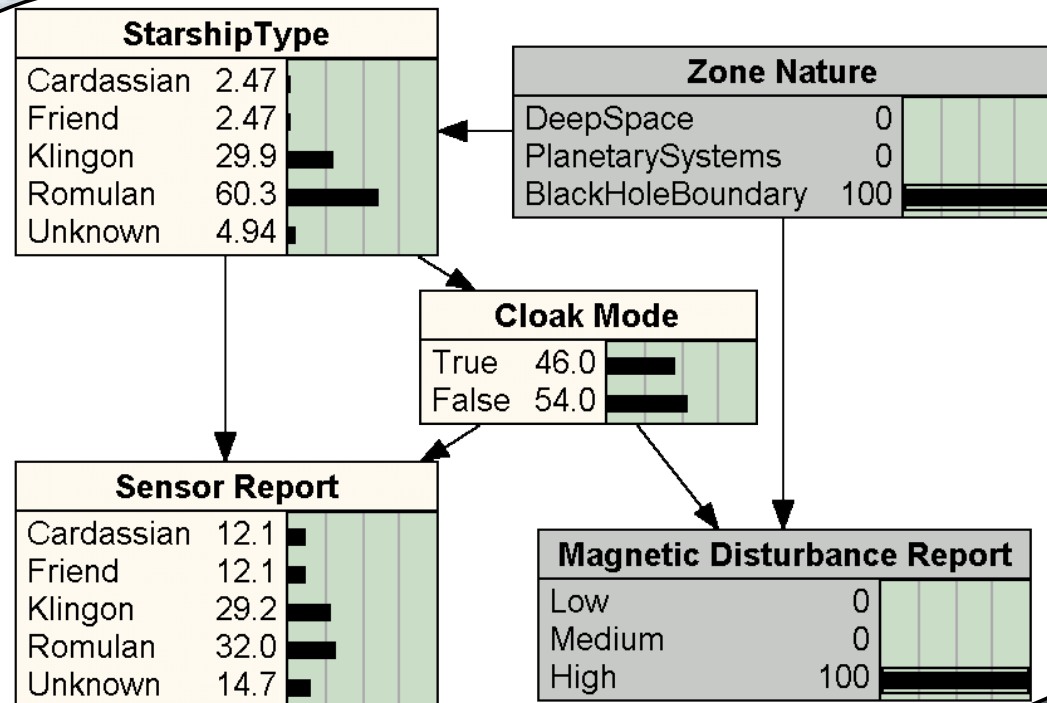 StarshipType
Cardassian 2.47
Friend 2.47
Klingon 29.9
Romulan 60.3
Unknown 4.94
Zone Nature
DeepSpace 0
PlanetarySystems 0
BlackHoleBoundary 100
Cloak Mode
True 46.0
False 54.0
Sensor Report
Cardassian 12.1
Friend 12.1
Klingon 29.2
Romulan 32.0
Unknown 14.7
Magnetic Disturbance Report
Low 0
Medium 0
High 100